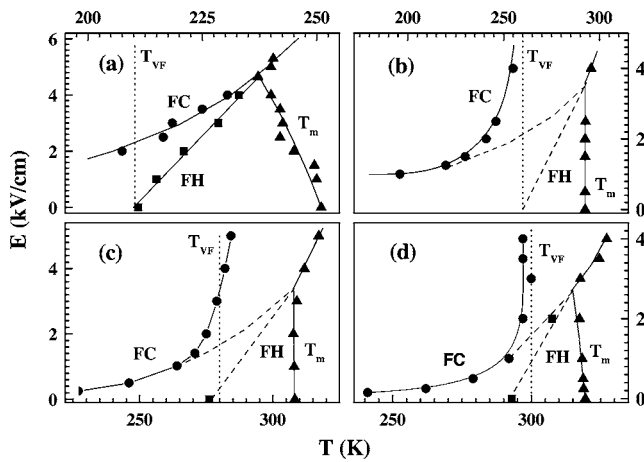 200 225 250 200 250 300
6 (a) T_VF FC FH T_m
4
2
0
(b) T_VF FC FH T_m 4
2
0
E (kV/cm)
4 (c) T_VF FC FH T_m
2
0
(d) T_VF FC FH T_m 4
2
0
250 300 250 300
T (K)